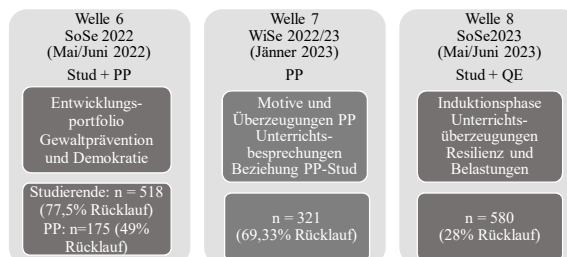 Welle 6
SoSe 2022
(Mai/Juni 2022)
Stud + PP
Entwicklungs-
portfolio
Gewaltprävention
und Demokratie
Studierende: n = 518
(77,5% Rücklauf)
PP: n=175 (49%
Rücklauf)
Welle 7
WiSe 2022/23
(Jänner 2023)
PP
Motive und
Überzeugungen PP
Unterrichts-
besprechungen
Beziehung PP-Stud
n = 321
(69,33% Rücklauf)
Welle 8
SoSe2023
(Mai/Juni 2023)
Stud + QE
Induktionsphase
Unterrichts-
überzeugungen
Resilienz und
Belastungen
n = 580
(28% Rücklauf)